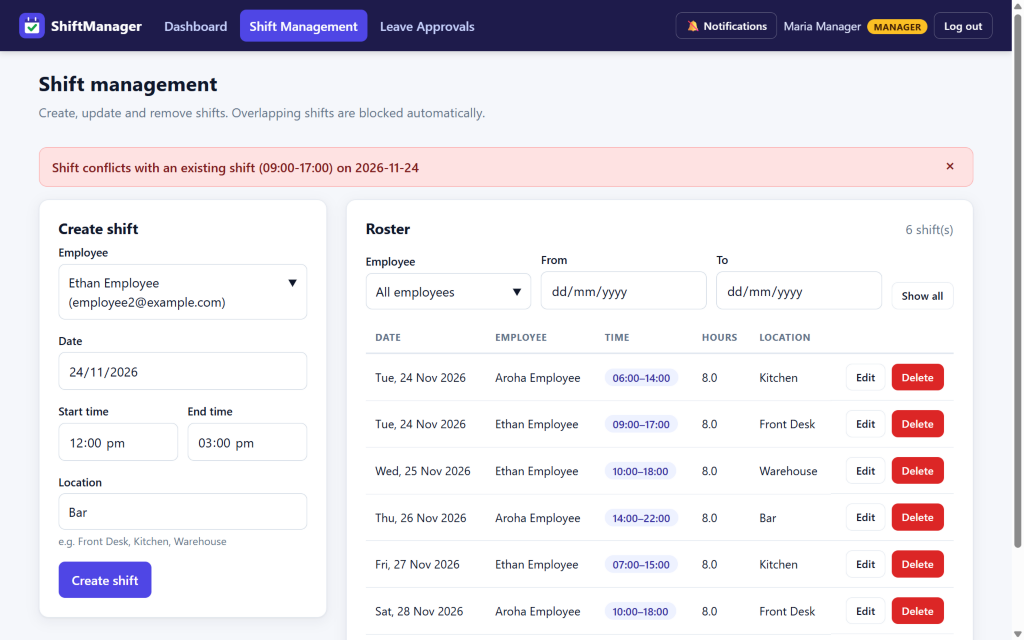 ShiftManager Dashboard Shift Management Leave Approvals Notifications Maria Manager MANAGER Log out
Shift management
Create, update and remove shifts. Overlapping shifts are blocked automatically.
Shift conflicts with an existing shift (09:00-17:00) on 2026-11-24 ×
Create shift
Employee
Ethan Employee
(employee2@example.com)
Date
24/11/2026
Start time End time
12:00 pm 03:00 pm
Location
Bar
e.g. Front Desk, Kitchen, Warehouse
Create shift
Roster 6 shift(s)
Employee From To
All employees dd/mm/yyyy dd/mm/yyyy Show all
DATE EMPLOYEE TIME HOURS LOCATION
Tue, 24 Nov 2026 Aroha Employee 06:00–14:00 8.0 Kitchen Edit Delete
Tue, 24 Nov 2026 Ethan Employee 09:00–17:00 8.0 Front Desk Edit Delete
Wed, 25 Nov 2026 Ethan Employee 10:00–18:00 8.0 Warehouse Edit Delete
Thu, 26 Nov 2026 Aroha Employee 14:00–22:00 8.0 Bar Edit Delete
Fri, 27 Nov 2026 Ethan Employee 07:00–15:00 8.0 Kitchen Edit Delete
Sat, 28 Nov 2026 Aroha Employee 10:00–18:00 8.0 Front Desk Edit Delete